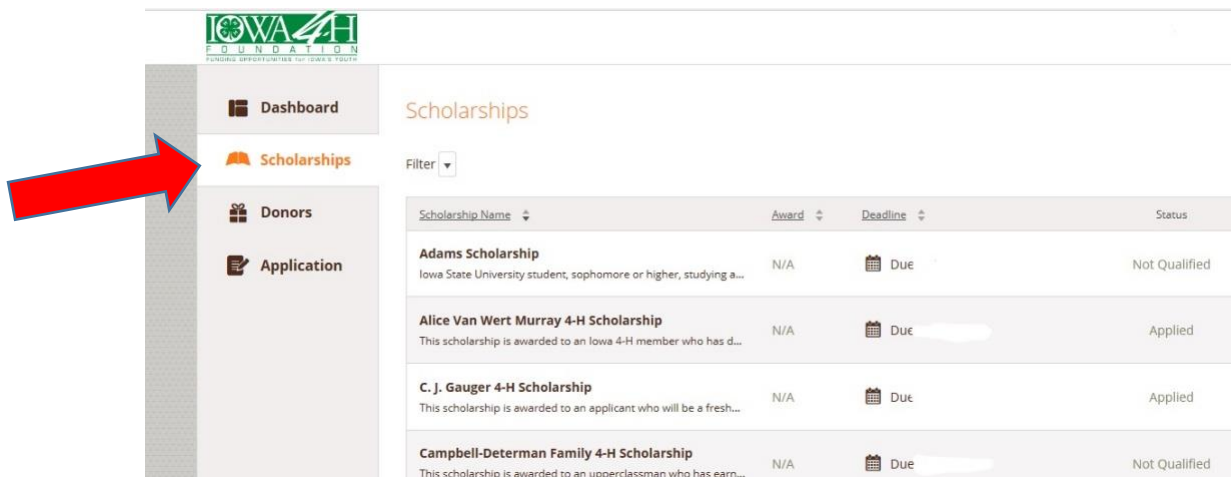 IOWA 4-H
FOUNDATION
FUNDING OPPORTUNITIES for IOWA'S YOUTH
Dashboard
Scholarships
Donors
Application
Scholarships
Filter
Scholarship Name Award Deadline Status
Adams Scholarship
Iowa State University student, sophomore or higher, studying a...
N/A Due Not Qualified
Alice Van Wert Murray 4-H Scholarship
This scholarship is awarded to an Iowa 4-H member who has d...
N/A Due Applied
C. J. Gauger 4-H Scholarship
This scholarship is awarded to an applicant who will be a fresh...
N/A Due Applied
Campbell-Determan Family 4-H Scholarship
This scholarship is awarded to an upperclassman who has earn...
N/A Due Not Qualified